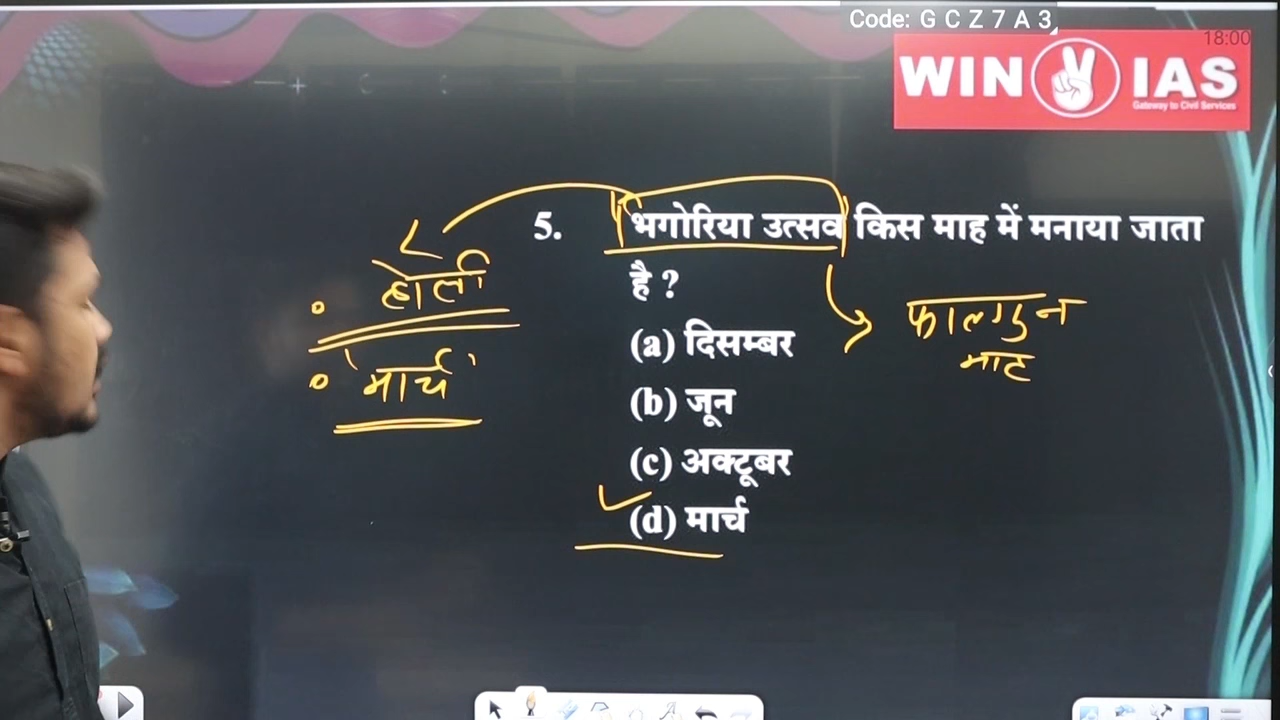 Code: G C Z 7 A 3
18:00
WIN IAS
Gateway to Civil Services
5. भगोरिया उत्सव किस माह में मनाया जाता
है ?
(a) दिसम्बर
(b) जून
(c) अक्टूबर
(d) मार्च
होली
'मार्च'
फाल्गुन
माह